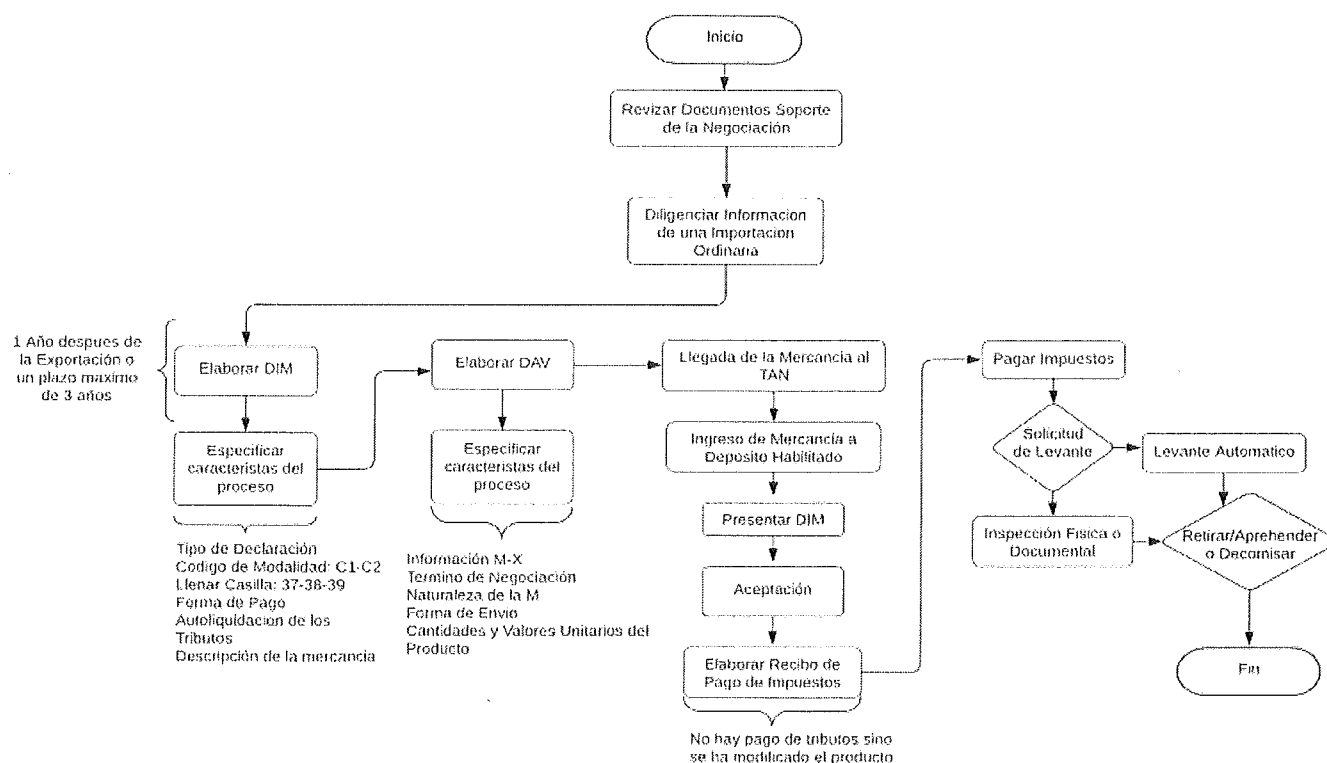 Inicio
Revizar Documentos Soporte
de la Negociación
Diligenciar Informacion
de una Importacion
Ordinaria
1 Año despues de
la Exportación o
un plazo maximo
de 3 años
Elaborar DIM
Especificar
caracteristas del
proceso
Tipo de Declaración
Codigo de Modalidad: C1-C2
Llenar Casilla: 37-38-39
Forma de Pago
Autoliquidacion de los
Tributos
Descripción de la mercancia
Elaborar DAV
Especificar
caracteristas del
proceso
Información M-X
Termino de Negociación
Naturaleza de la M
Forma de Envio
Cantidades y Valores Unitarios del
Producto
Llegada de la Mercancia al
TAN
Ingreso de Mercancia a
Deposito Habilitado
Presentar DIM
Aceptación
Elaborar Recibo de
Pago de Impuestos
No hay pago de tributos sino
se ha modificado el producto
Pagar Impuestos
Solicitud
de Levante
Levante Automatico
Inspección Fisica o
Documental
Retirar/Aprehender
o Decomisar
Fin